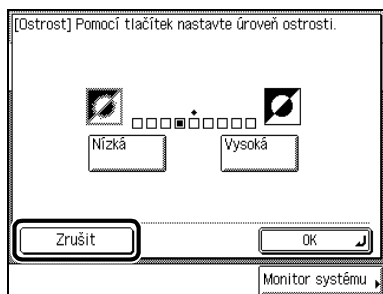 [Ostrost] Pomocí tlačítek nastavte úroveň ostrosti.
Nízká Vysoká
Zrušit OK
Monitor systému